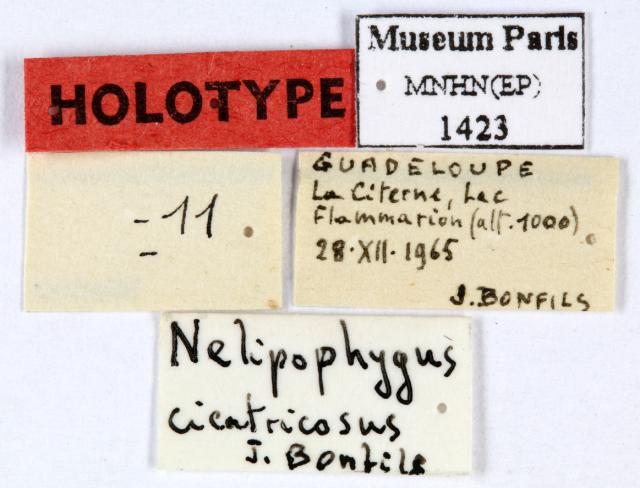 HOLOTYPE
Museum Paris
MNHN(EP)
1423
-11
-
GUADELOUPE
La Citerne, Lac
Flammarion (alt. 1000)
28.XII.1965
J. BONFILS
Nelipophygus
cicatricosus
J. Bonfils